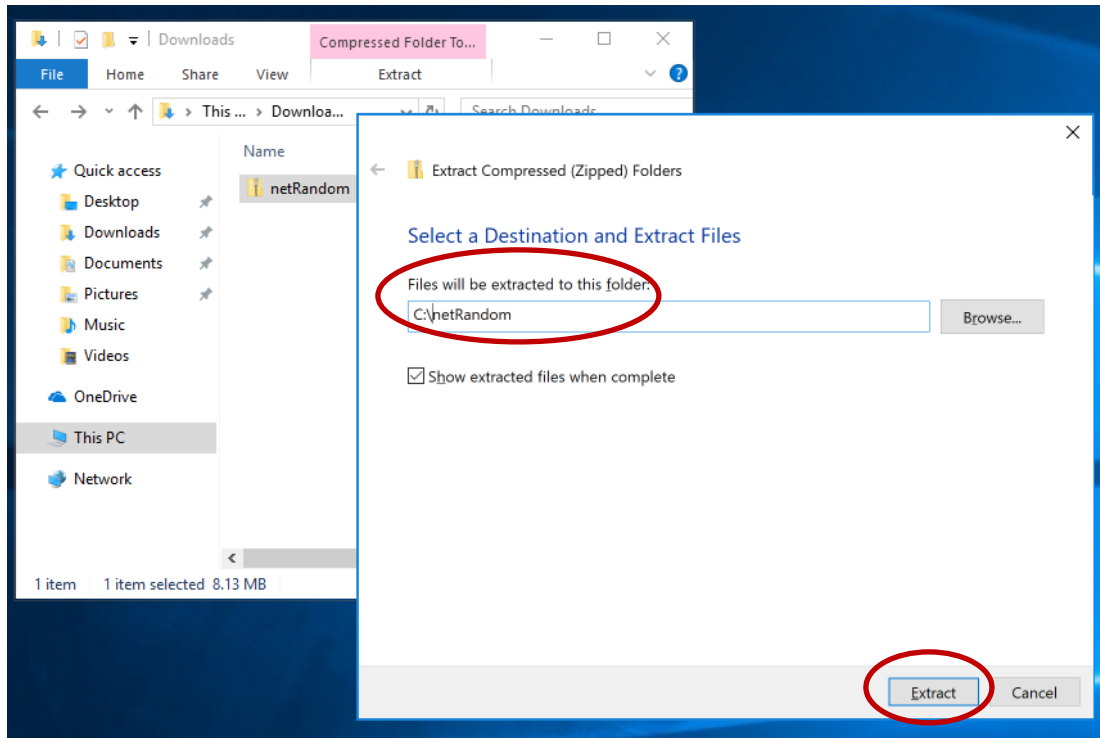 Downloads
Compressed Folder To...
File Home Share View Extract
This ... > Downloa...
Search Downloads
Name
Quick access
netRandom
Desktop
Downloads
Documents
Pictures
Music
Videos
OneDrive
This PC
Network
1 item 1 item selected 8.13 MB
Extract Compressed (Zipped) Folders
Select a Destination and Extract Files
Files will be extracted to this folder:
C:\netRandom
Browse...
Show extracted files when complete
Extract Cancel